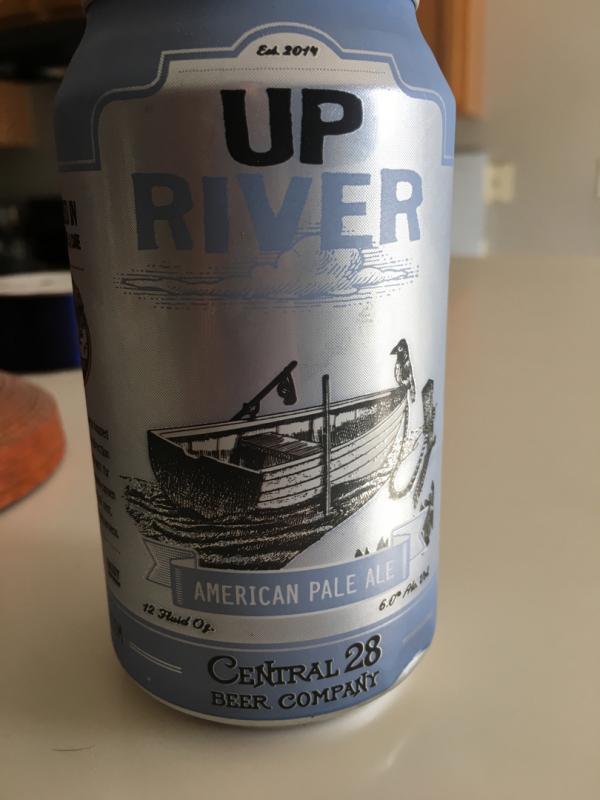 Est. 2014
UP
RIVER
AMERICAN PALE ALE
12 Fluid Oz.
6.0% Alc. Vol.
CENTRAL 28
BEER COMPANY